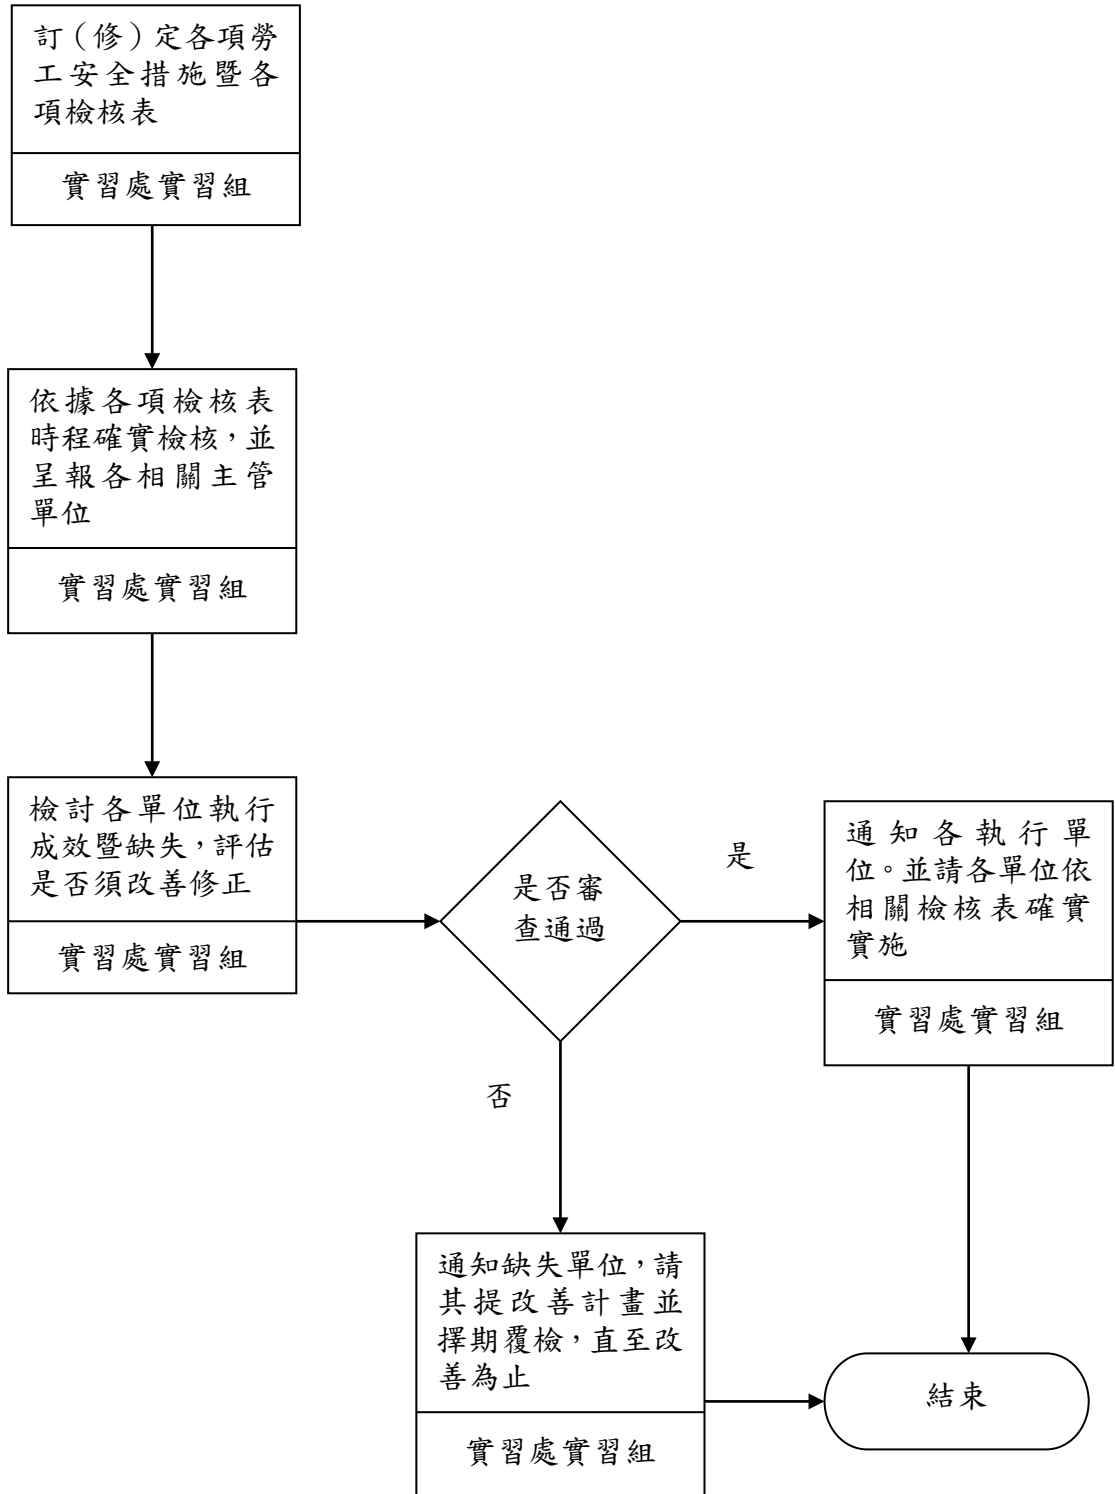 訂（修）定各項勞
工安全措施暨各
項檢核表
實習處實習組
依據各項檢核表
時程確實檢核，並
呈報各相關主管
單位
實習處實習組
檢討各單位執行
成效暨缺失，評估
是否須改善修正
實習處實習組
是否審
查通過
是
通知各執行單
位。並請各單位依
相關檢核表確實
實施
實習處實習組
否
通知缺失單位，請
其提改善計畫並
擇期覆檢，直至改
善為止
實習處實習組
結束